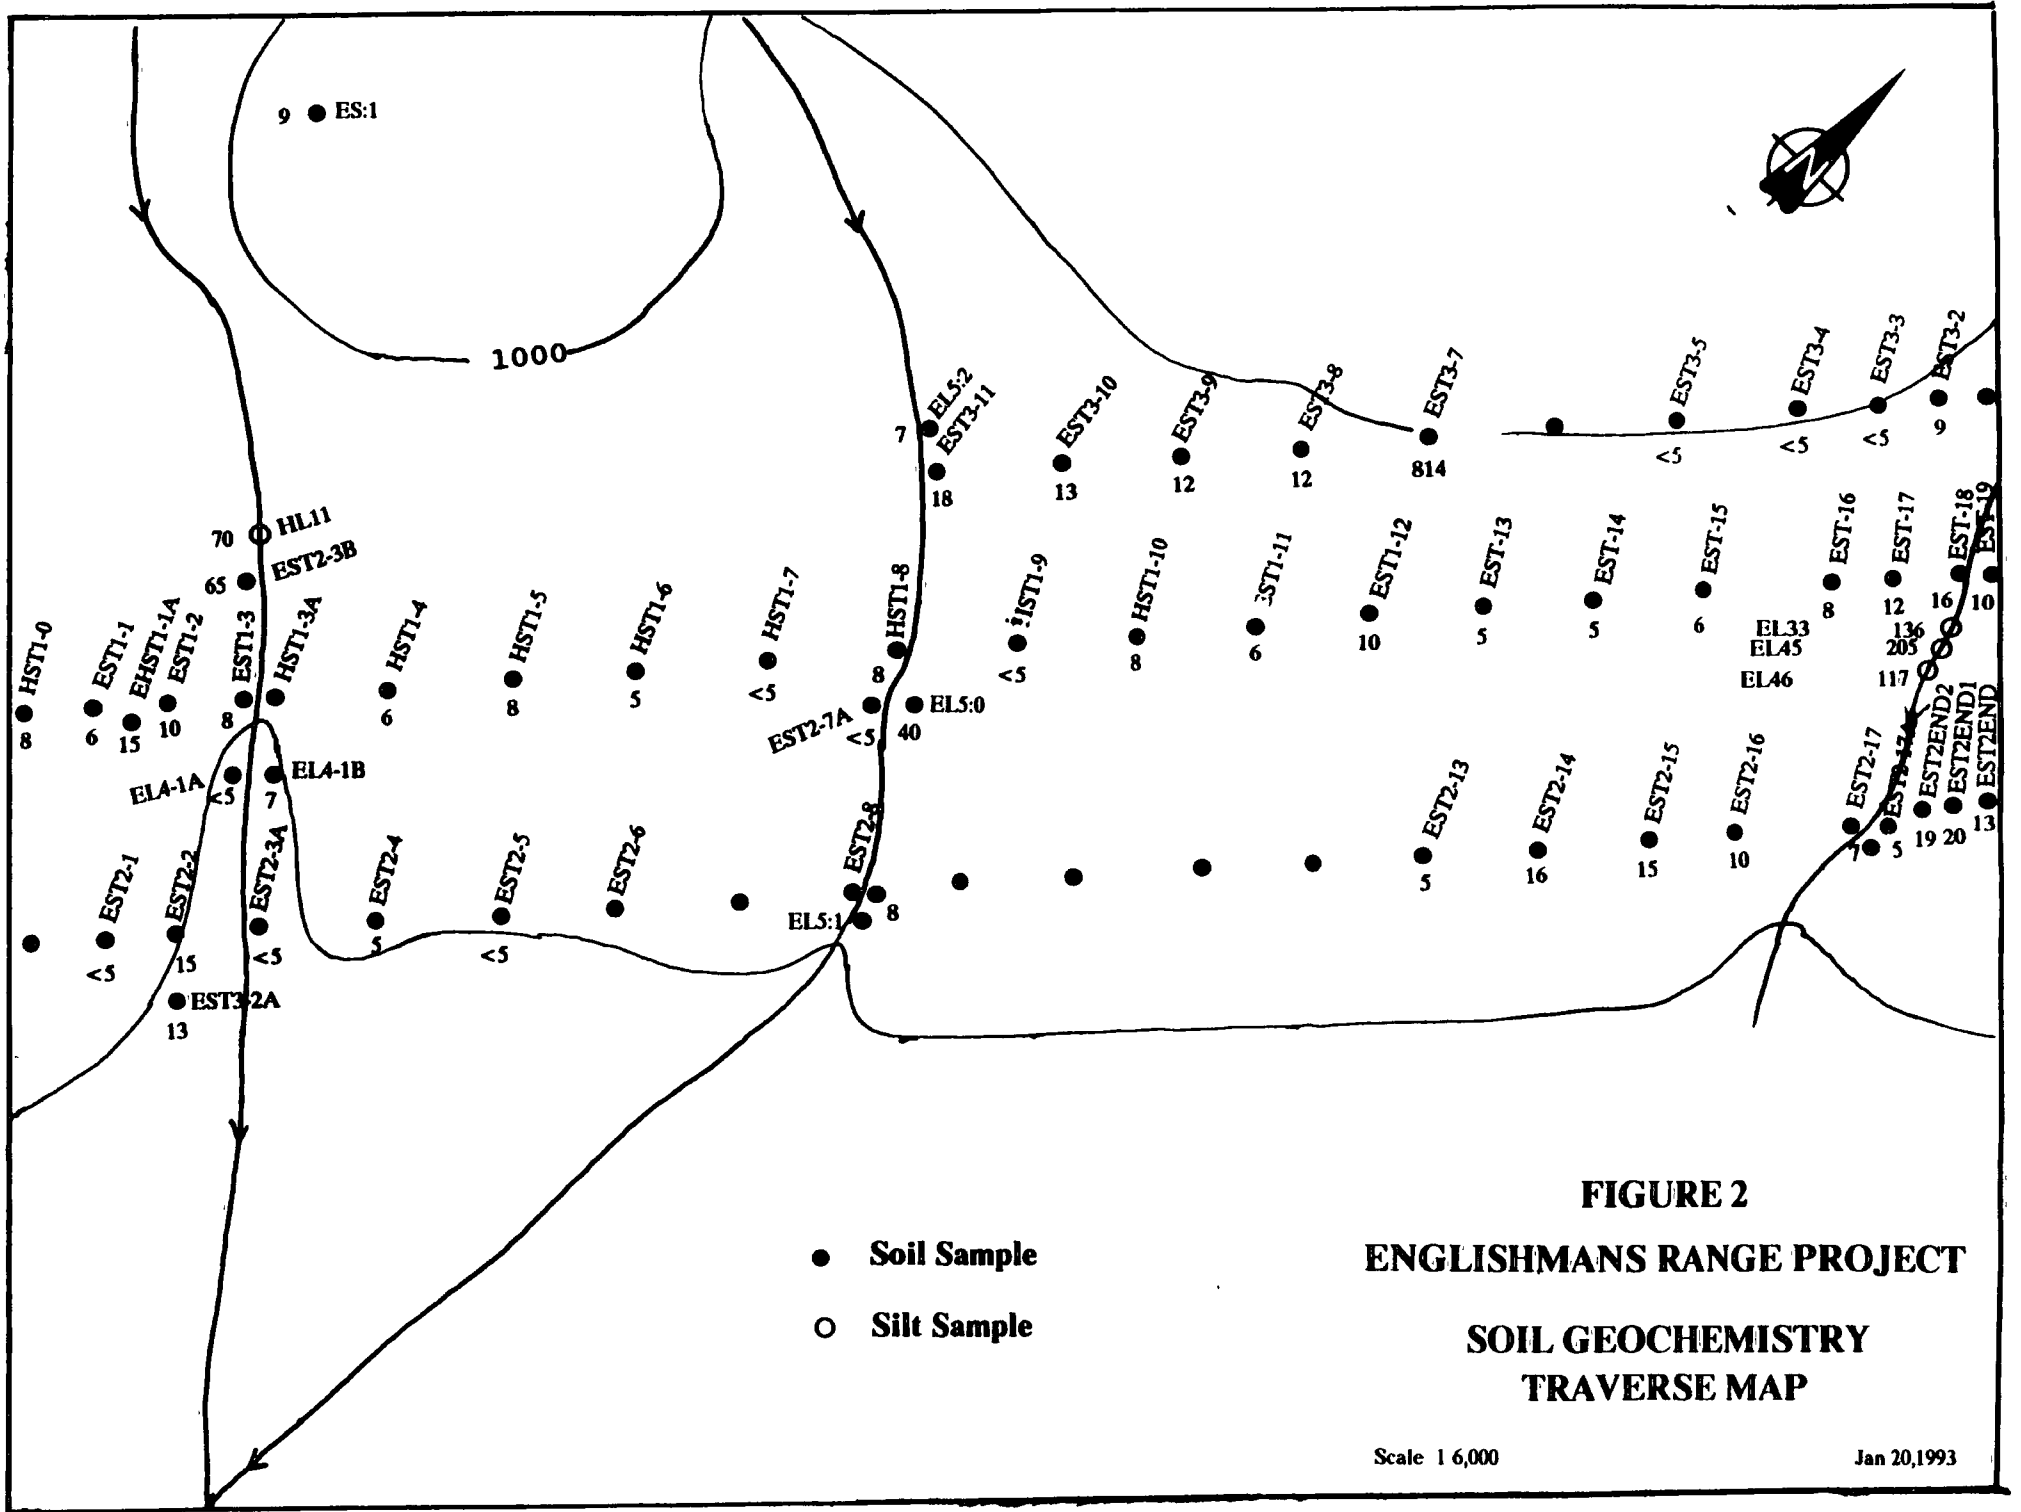 9 ES:1
N
1000
EL5:2
7
EST3-11
18
EST3-10
13
EST3-9
12
EST3-8
12
EST3-7
814
EST3-5
<5
EST3-4
<5
EST3-3
<5
EST3-2
9
70 HL11
65 EST2-3B
HST1-0
8
EST1-1
6
EHST1-1A
15
EST1-2
10
EST1-3
8
HST1-3A
HST1-4
6
HST1-5
8
HST1-6
5
HST1-7
<5
HST1-8
8
HST1-9
<5
HST1-10
8
EST1-11
6
EST1-12
10
EST-13
5
EST-14
5
EST-15
6
EST-16
8
EST-17
12
EST-18
16
EST-19
10
EL33 136
EL45 205
EL46 117
EST2-7A
<5
EL5:0
40
EL4-1A
<5
EL4-1B
7
EST2-1
<5
EST2-2
15
EST2-3A
<5
EST2-4
5
EST2-5
<5
EST2-6
EST2-8
8
EL5:1
EST2-13
5
EST2-14
16
EST2-15
15
EST2-16
10
EST2-17
7
EST2-17A
5
EST2END2
19
EST2END1
20
EST2END
13
EST3-2A
13
Soil Sample
Silt Sample
FIGURE 2
ENGLISHMANS RANGE PROJECT
SOIL GEOCHEMISTRY
TRAVERSE MAP
Scale 1 6,000
Jan 20,1993